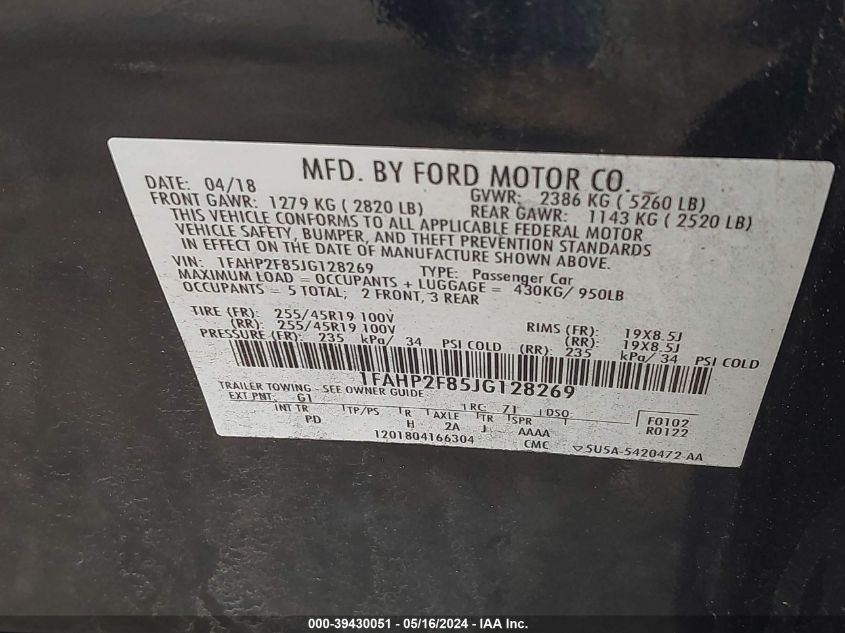 MFD. BY FORD MOTOR CO.
DATE: 04/18 GVWR: 2386 KG ( 5260 LB)
FRONT GAWR: 1279 KG ( 2820 LB) REAR GAWR: 1143 KG ( 2520 LB)
THIS VEHICLE CONFORMS TO ALL APPLICABLE FEDERAL MOTOR
VEHICLE SAFETY, BUMPER, AND THEFT PREVENTION STANDARDS
IN EFFECT ON THE DATE OF MANUFACTURE SHOWN ABOVE.
VIN: 1FAHP2F85JG128269 TYPE: Passenger Car
MAXIMUM LOAD = OCCUPANTS + LUGGAGE = 430KG/ 950LB
OCCUPANTS = 5 TOTAL; 2 FRONT, 3 REAR
TIRE (FR): 255/45R19 100V RIMS (FR): 19X8.5J
(RR): 255/45R19 100V (RR): 19X8.5J
PRESSURE (FR): 235 kPa/ 34 PSI COLD (RR): 235 kPa/ 34 PSI COLD
1FAHP2F85JG128269
TRAILER TOWING - SEE OWNER GUIDE
EXT PNT: G1 RC: 71 DSO: F0102
INT TR TP/PS R AXLE TR SPR R0122
PD H 2A J AAAA
1201804166304 CMC 5U5A-5420472-AA
000-39430051 - 05/16/2024 - IAA Inc.